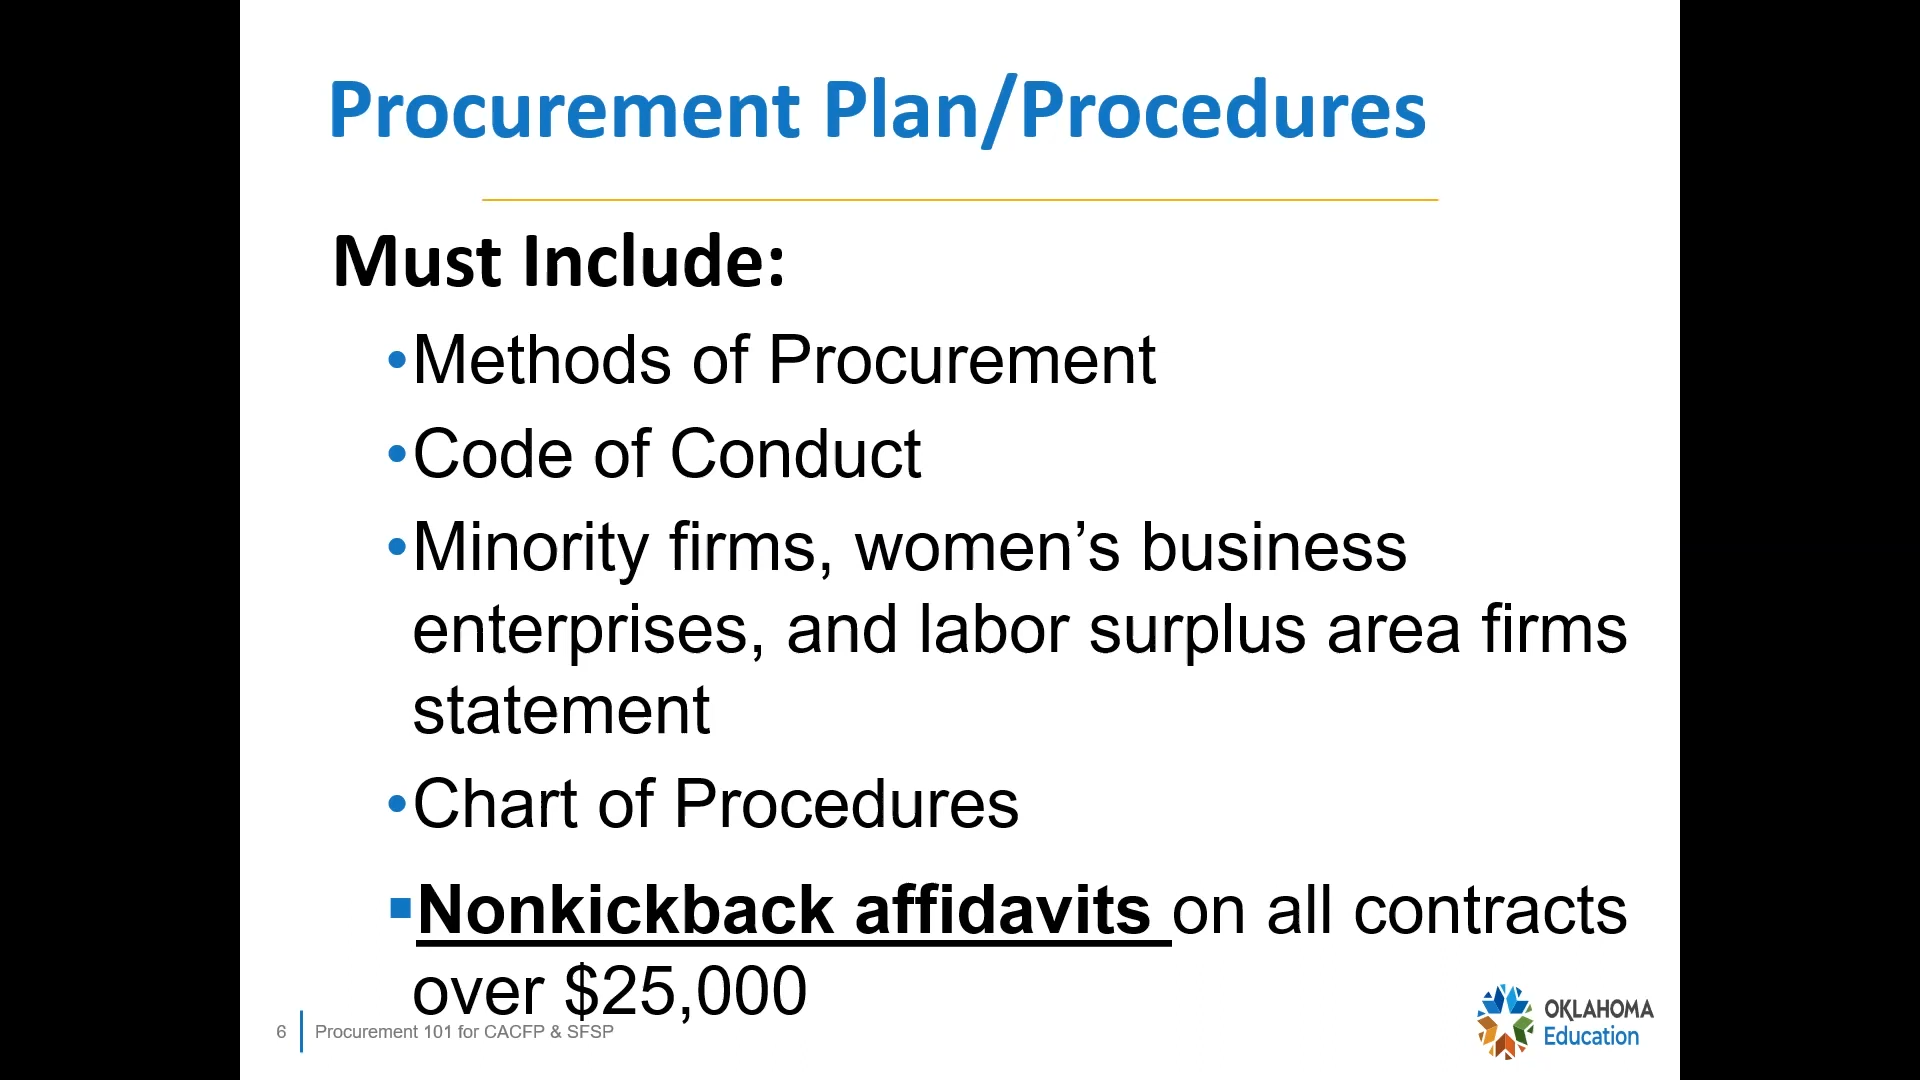 Procurement Plan/Procedures
Must Include:
•Methods of Procurement
•Code of Conduct
•Minority firms, women’s business
enterprises, and labor surplus area firms
statement
•Chart of Procedures
▪Nonkickback affidavits on all contracts
over $25,000
6 Procurement 101 for CACFP & SFSP
OKLAHOMA
Education